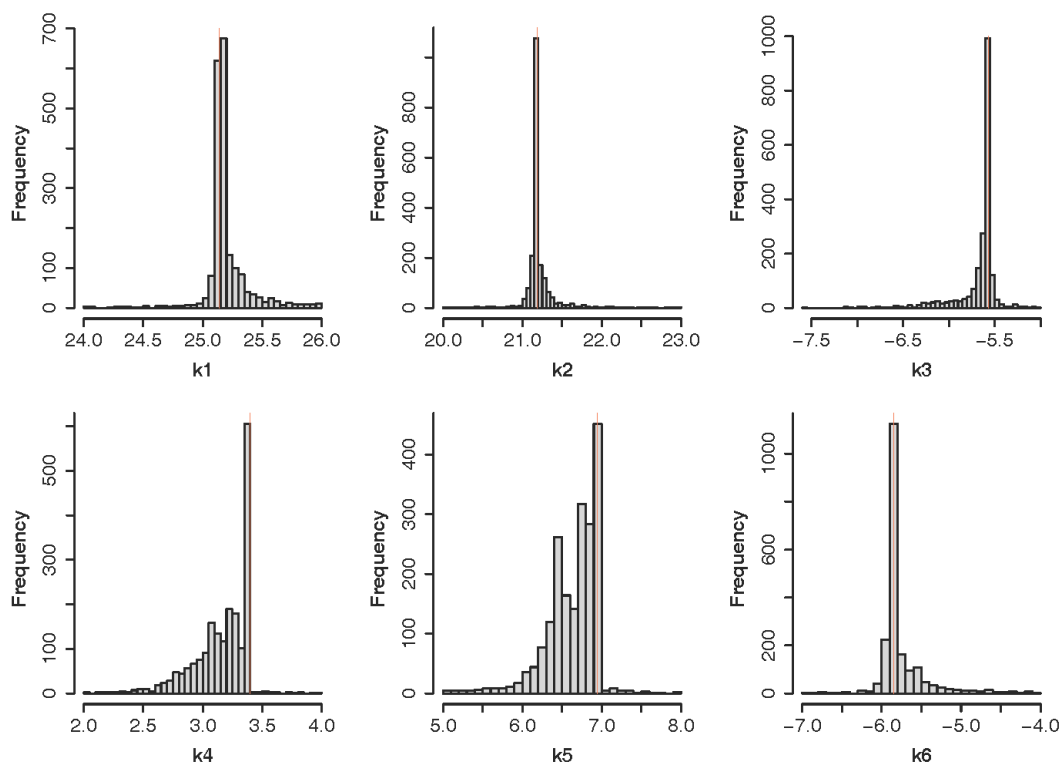 Frequency
0 100 300 500 700
24.0 24.5 25.0 25.5 26.0
k1
Frequency
0 200 400 600 800
20.0 21.0 22.0 23.0
k2
Frequency
0 200 400 600 800 1000
-7.5 -6.5 -5.5
k3
Frequency
0 100 300 500
2.0 2.5 3.0 3.5 4.0
k4
Frequency
0 100 200 300 400
5.0 6.0 7.0 8.0
k5
Frequency
0 200 600 1000
-7.0 -6.0 -5.0 -4.0
k6